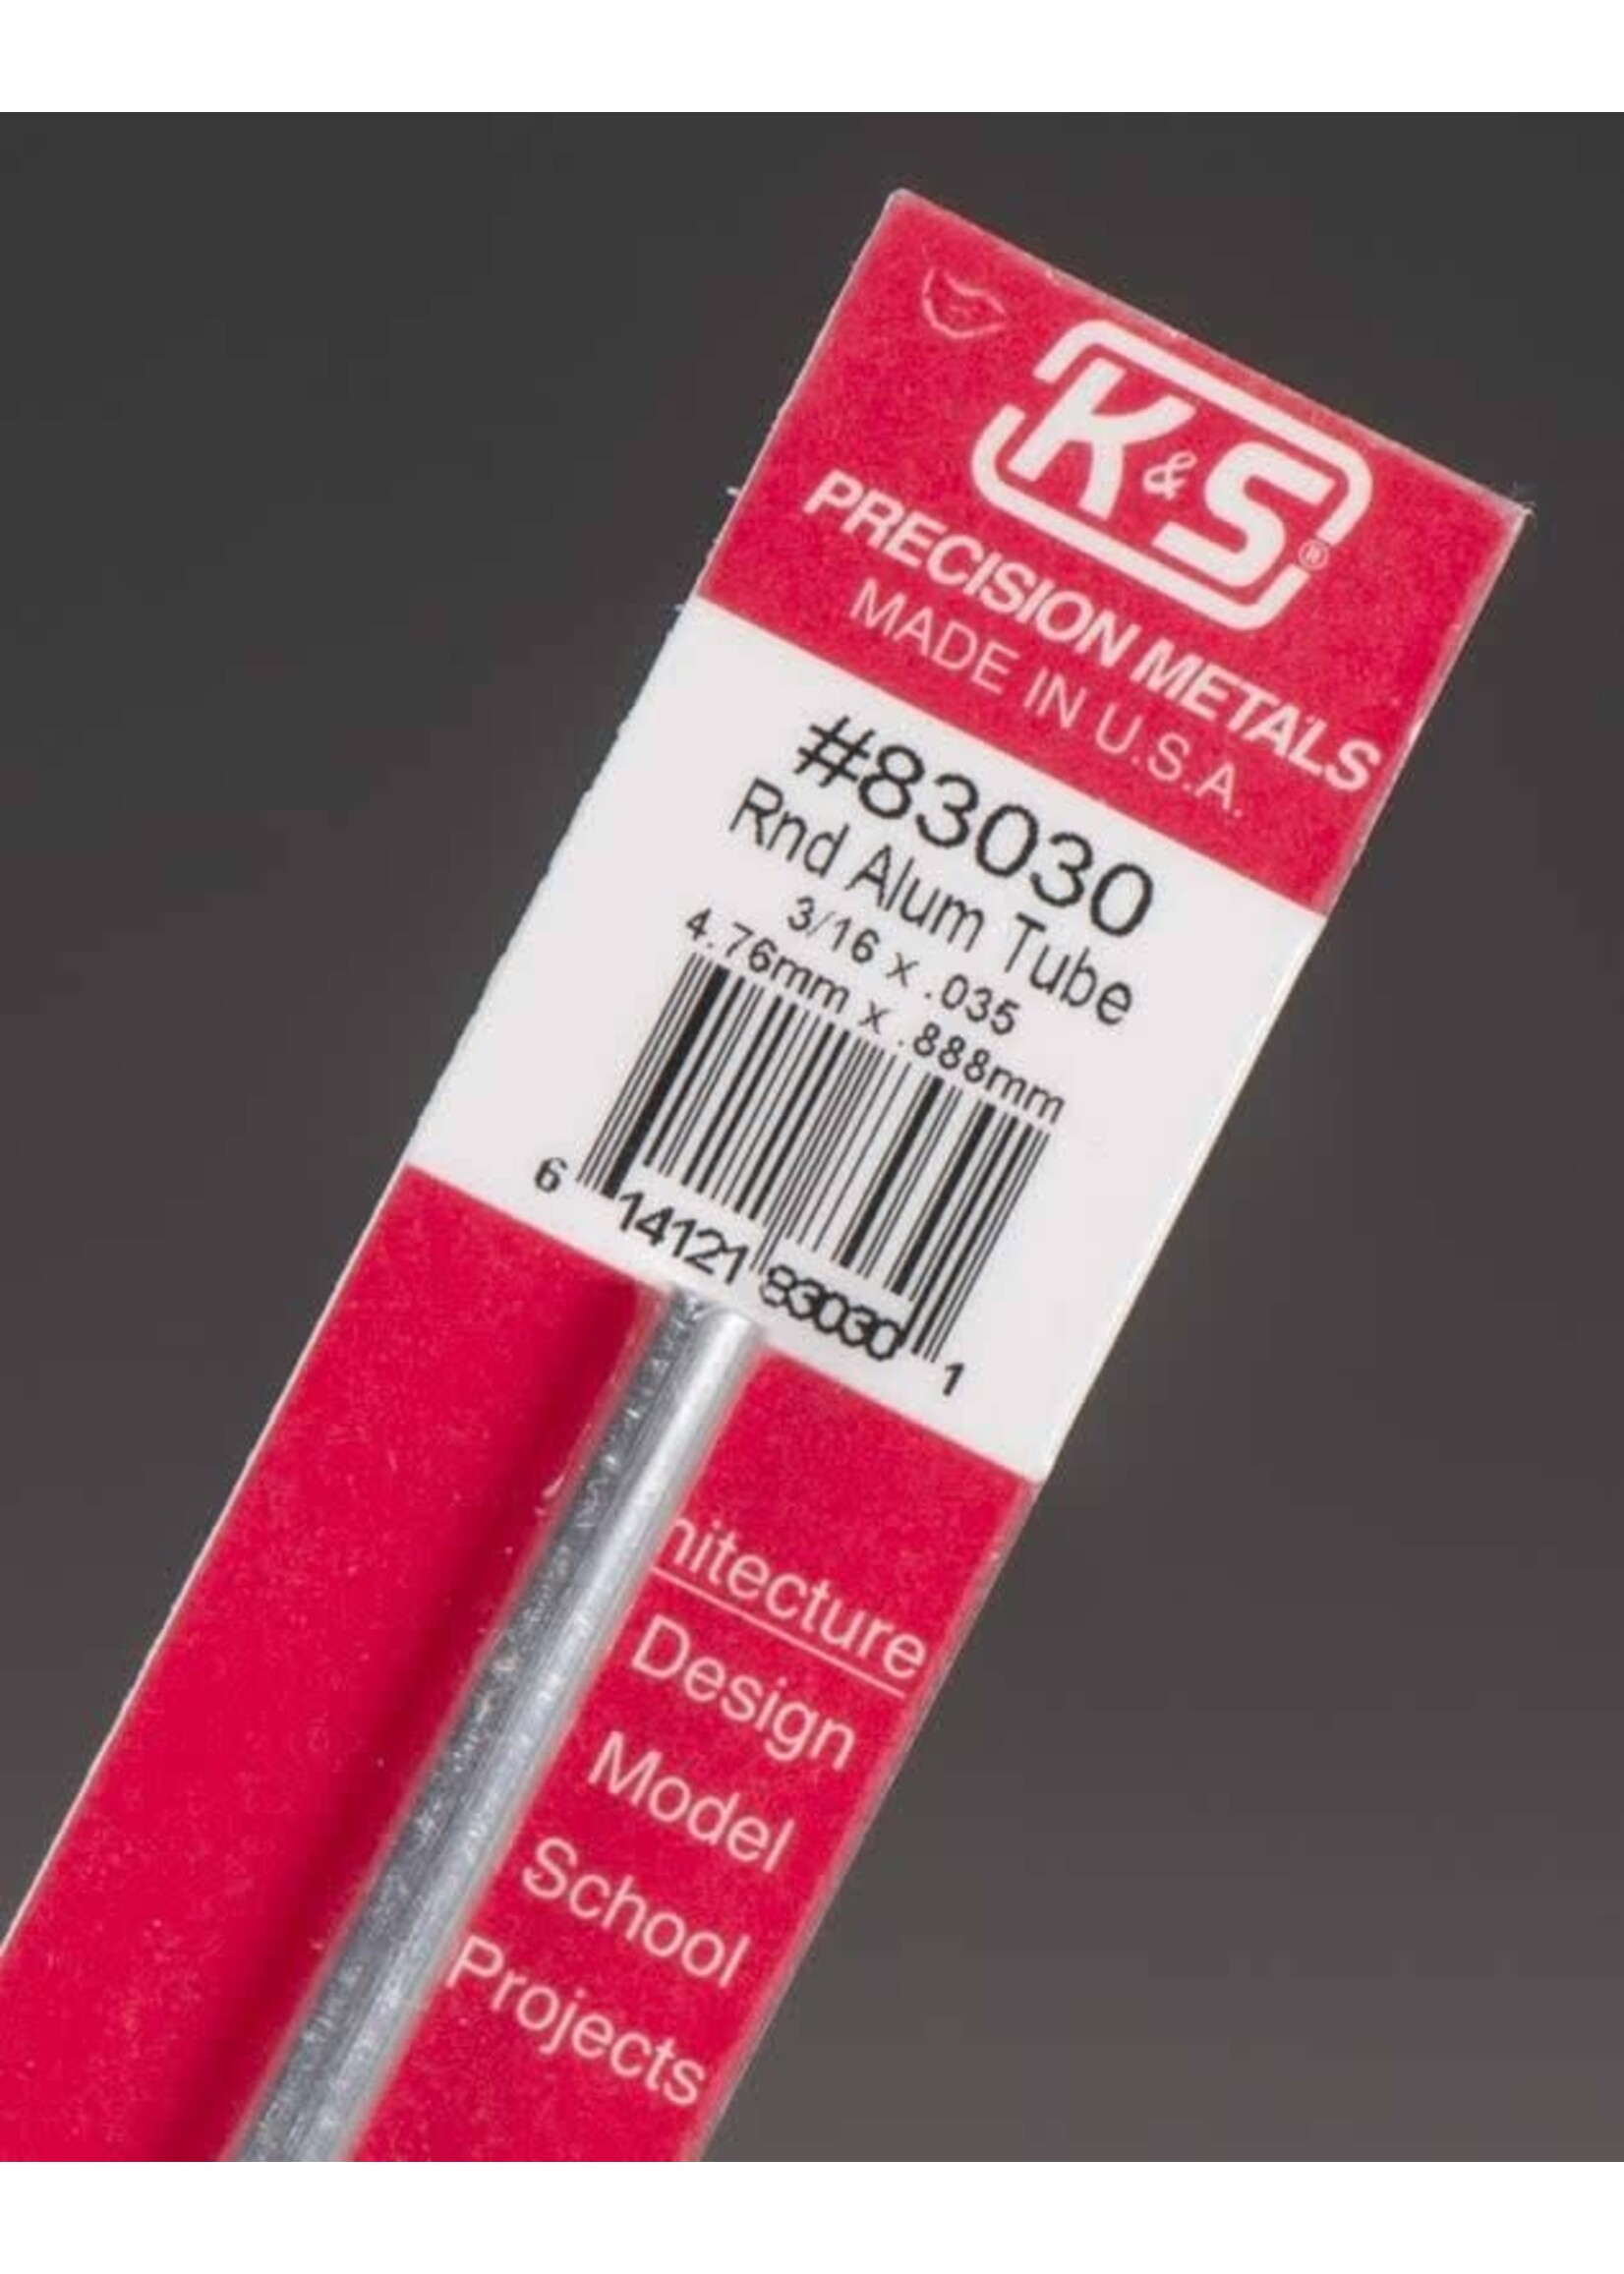 K&S®
PRECISION METALS
MADE IN U.S.A.
#83030
Rnd Alum Tube
3/16 x .035
4.76mm x .888mm
6 14121 83030 1
hitecture
Design
Model
School
Projects